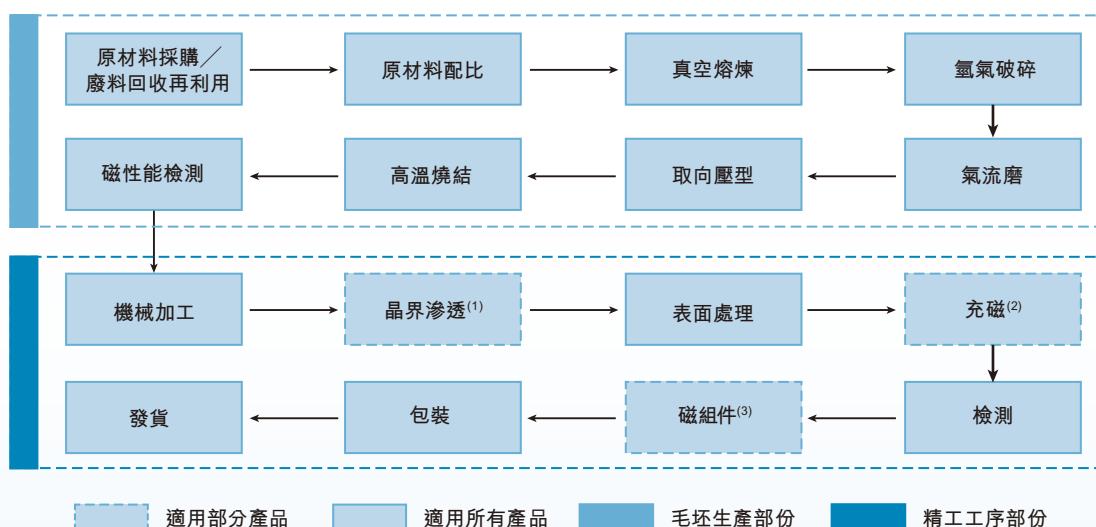 原材料採購／
廢料回收再利用
原材料配比
真空熔煉
氫氣破碎
磁性能檢測
高溫燒結
取向壓型
氣流磨
機械加工
晶界滲透(1)
表面處理
充磁(2)
發貨
包裝
磁組件(3)
檢測
適用部分產品
適用所有產品
毛坯生產部份
精工工序部份